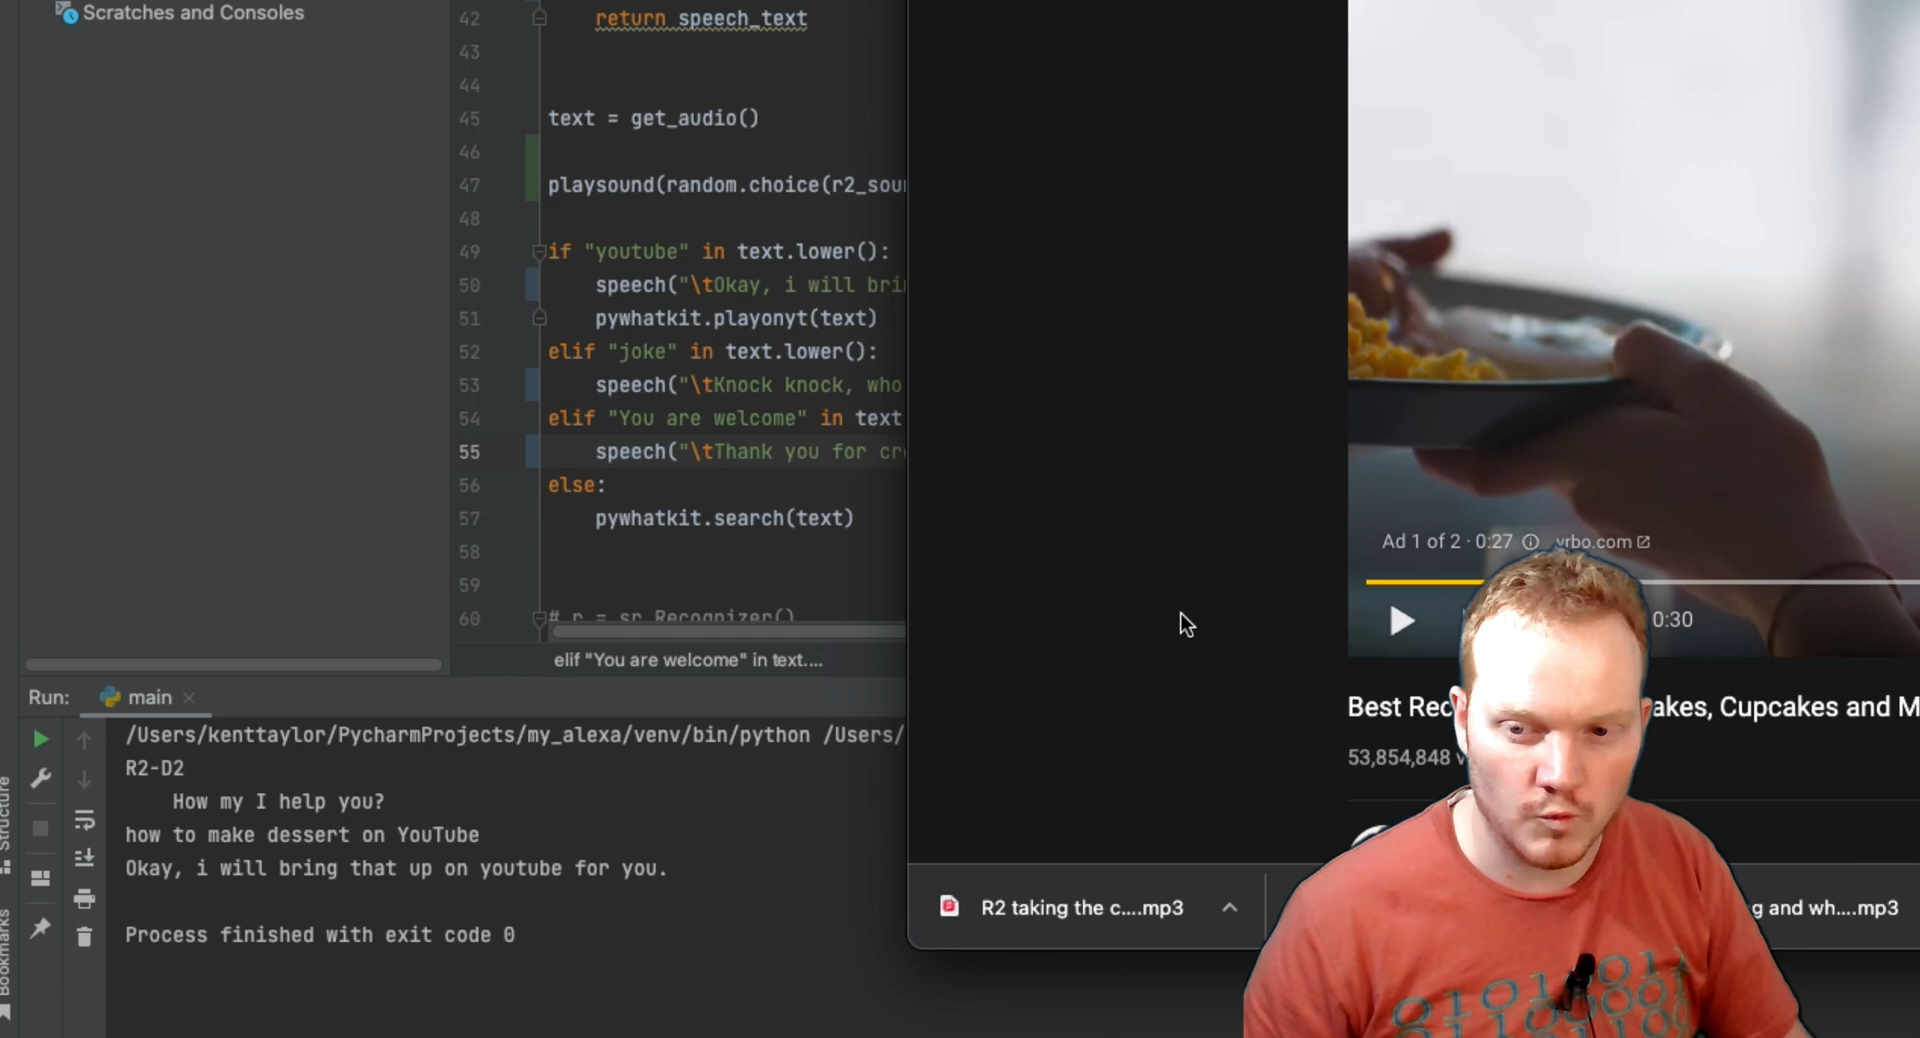 Scratches and Consoles
42 return speech_text
43
44
45 text = get_audio()
46
47 playsound(random.choice(r2_sou
48
49 if "youtube" in text.lower():
50 speech("\tOkay, i will bri
51 pywhatkit.playonyt(text)
52 elif "joke" in text.lower():
53 speech("\tKnock knock, who
54 elif "You are welcome" in text
55 speech("\tThank you for cr
56 else:
57 pywhatkit.search(text)
58
59
60 # r = sr.Recognizer()
elif "You are welcome" in text....
Run: main
/Users/kenttaylor/PycharmProjects/my_alexa/venv/bin/python /Users/
R2-D2
How my I help you?
how to make dessert on YouTube
Okay, i will bring that up on youtube for you.
Process finished with exit code 0
Structure
Bookmarks
Ad 1 of 2 · 0:27 vrbo.com
0:30
Best Rec akes, Cupcakes and M
53,854,848 v
R2 taking the c....mp3
g and wh....mp3